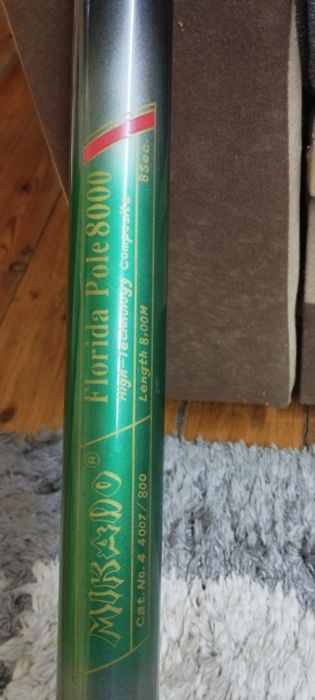 MIKADO®
Cat.No.4 4007/800
Florida Pole 8000
High-Technology Composite
Length 8,00M 8Sec.